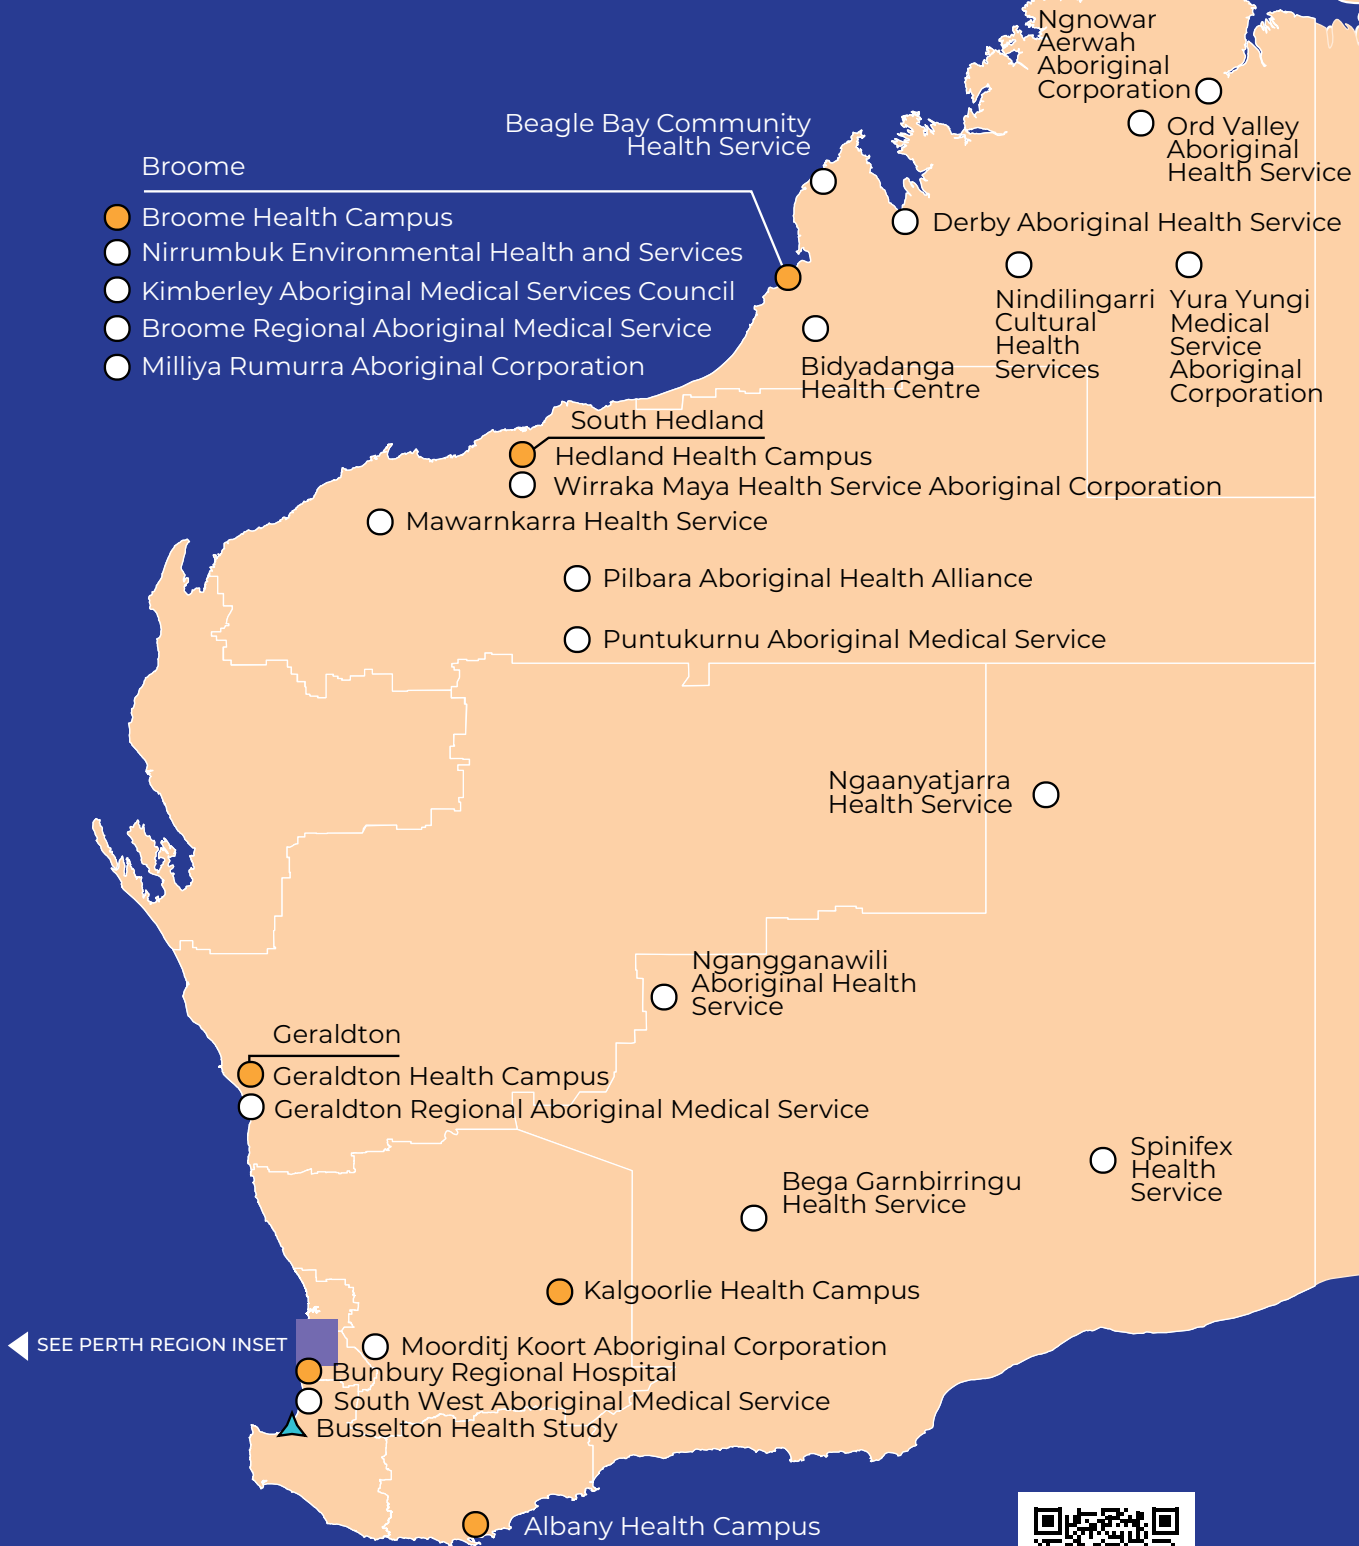 Ngnowar
Aerwah
Aboriginal
Corporation
Ord Valley
Aboriginal
Health Service
Beagle Bay Community
Health Service
Broome
Broome Health Campus
Nirrumbuk Environmental Health and Services
Kimberley Aboriginal Medical Services Council
Broome Regional Aboriginal Medical Service
Milliya Rumurra Aboriginal Corporation
Derby Aboriginal Health Service
Nindilingarri
Cultural
Health
Services
Yura Yungi
Medical
Service
Aboriginal
Corporation
Bidyadanga
Health Centre
South Hedland
Hedland Health Campus
Wirraka Maya Health Service Aboriginal Corporation
Mawarnkarra Health Service
Pilbara Aboriginal Health Alliance
Puntukurnu Aboriginal Medical Service
Ngaanyatjarra
Health Service
Ngangganawili
Aboriginal Health
Service
Geraldton
Geraldton Health Campus
Geraldton Regional Aboriginal Medical Service
Spinifex
Health
Service
Bega Garnbirringu
Health Service
Kalgoorlie Health Campus
SEE PERTH REGION INSET
Moorditj Koort Aboriginal Corporation
Bunbury Regional Hospital
South West Aboriginal Medical Service
Busselton Health Study
Albany Health Campus